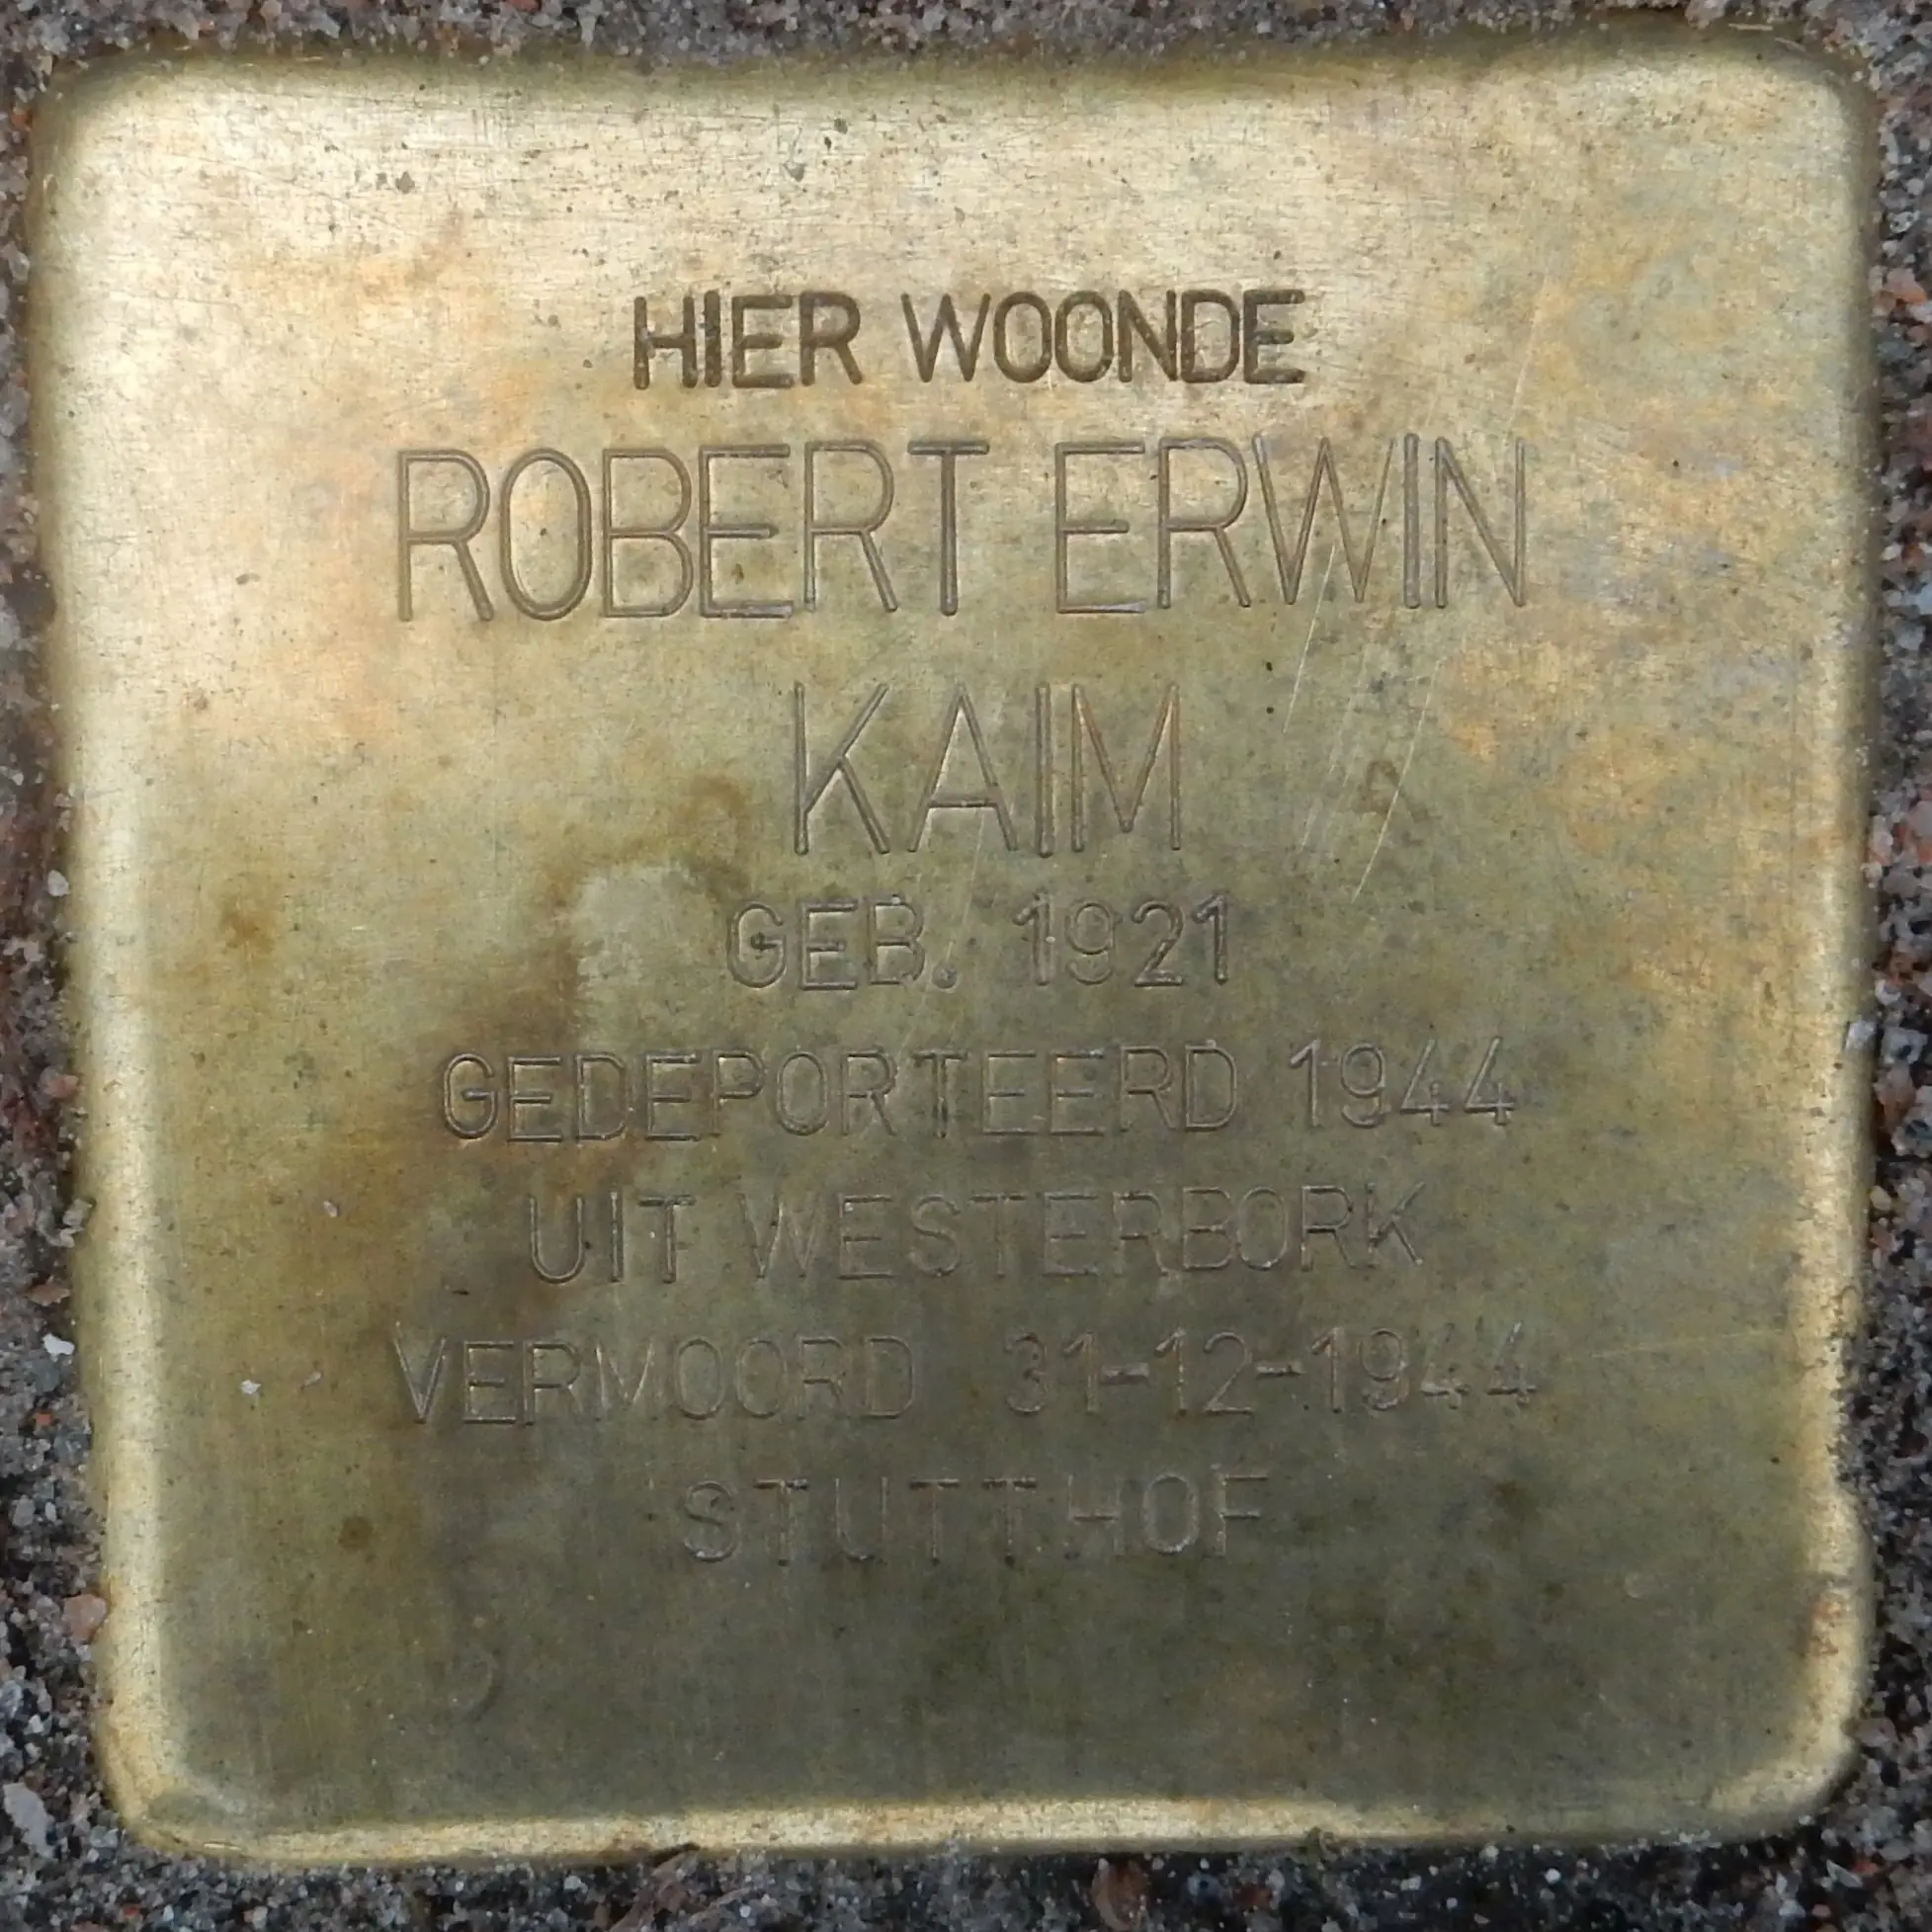 HIER WOONDE
ROBERT ERWIN
KAIM
GEB. 1921
GEDEPORTEERD 1944
UIT WESTERBORK
VERMOORD 31-12-1944
STUTTHOF